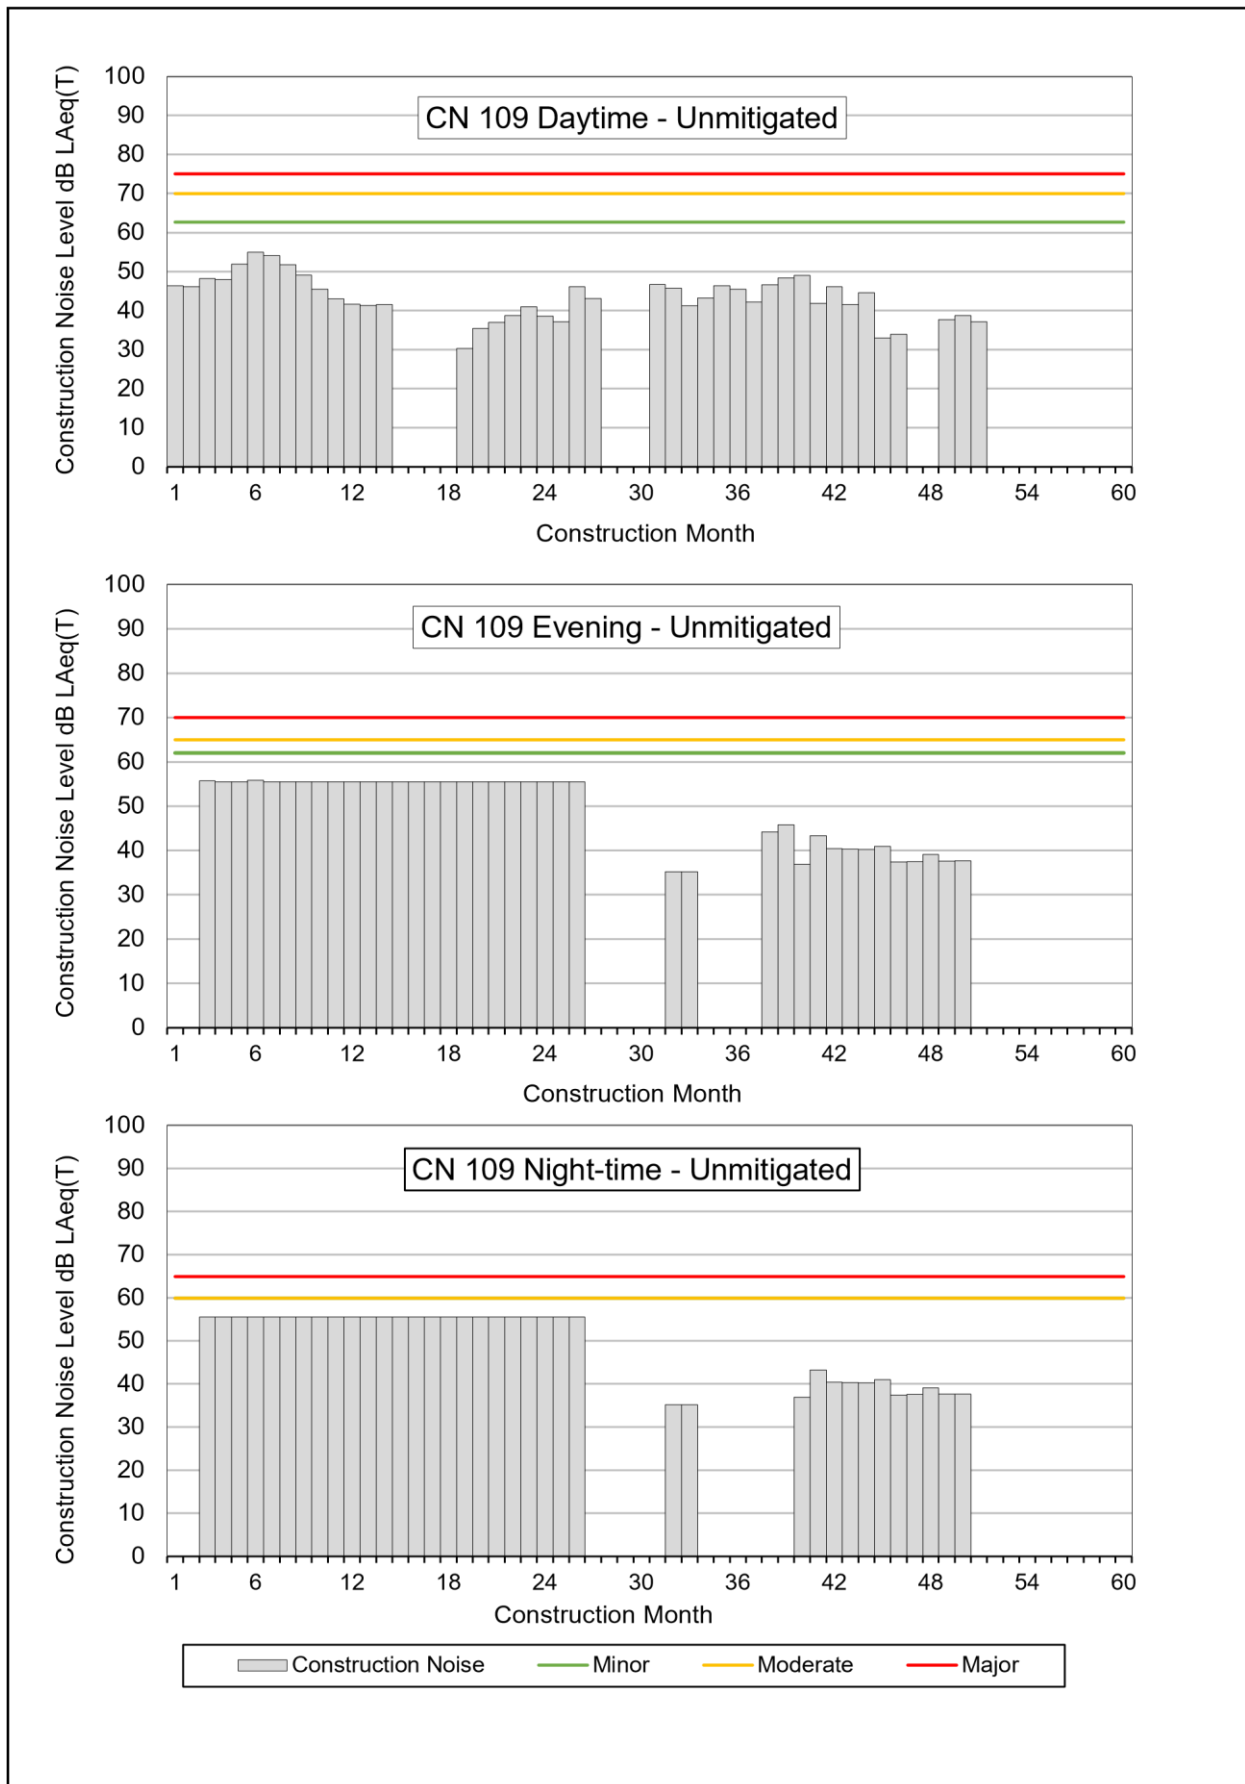 CN 109 Daytime - Unmitigated
Construction Noise Level dB LAeq(T)
100
90
80
70
60
50
40
30
20
10
0
1 6 12 18 24 30 36 42 48 54 60
Construction Month
CN 109 Evening - Unmitigated
Construction Noise Level dB LAeq(T)
100
90
80
70
60
50
40
30
20
10
0
1 6 12 18 24 30 36 42 48 54 60
Construction Month
CN 109 Night-time - Unmitigated
Construction Noise Level dB LAeq(T)
100
90
80
70
60
50
40
30
20
10
0
1 6 12 18 24 30 36 42 48 54 60
Construction Month
Construction Noise Minor Moderate Major